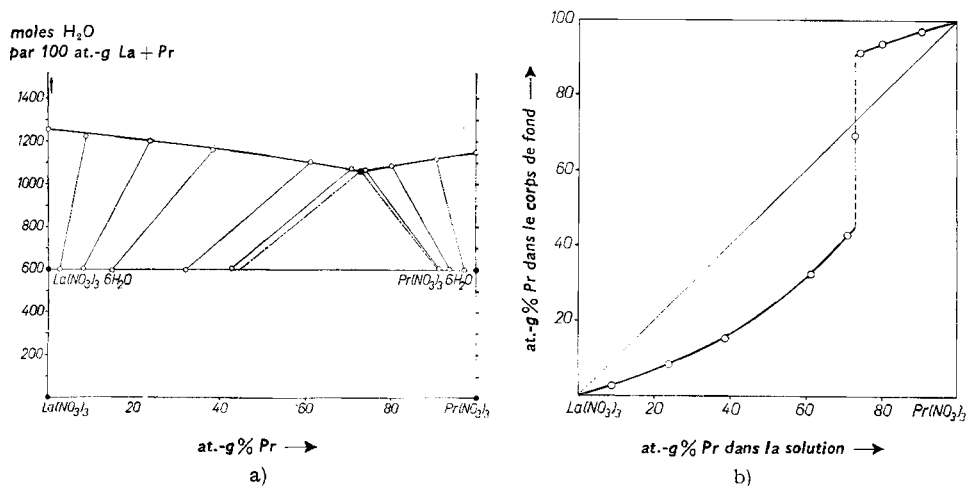 moles H₂O
par 100 at.-g La + Pr
1400
1200
1000
800
600
400
200
La(NO₃)₃ 6H₂O
Pr(NO₃)₃ 6H₂O
La(NO₃)₃ 20 40 60 80 Pr(NO₃)₃
at.-g % Pr →
a)
b)
at.-g% Pr dans le corps de fond →
100
80
60
40
20
La(NO₃)₃ 20 40 60 80 Pr(NO₃)₃
at.-g % Pr dans la solution →